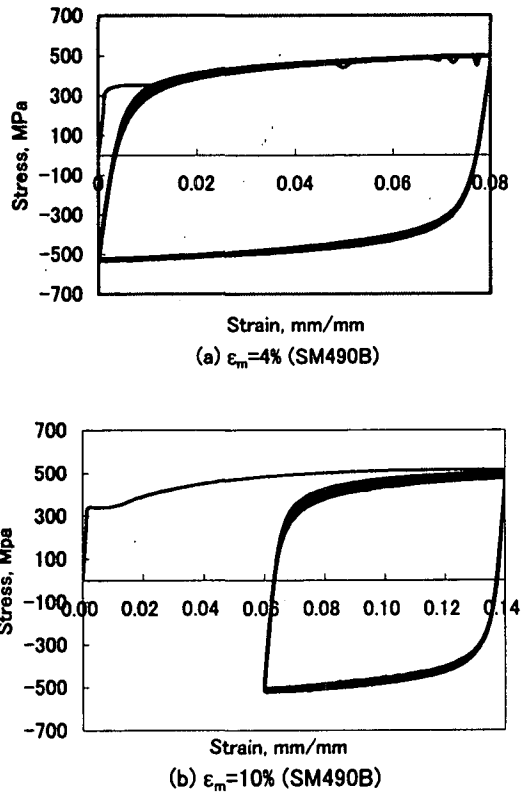 700
500
300
100
-100
-300
-500
-700
Stress, MPa
0 0.02 0.04 0.06 0.08
Strain, mm/mm
(a) εm=4% (SM490B)
700
500
300
100
-100
-300
-500
-700
Stress, Mpa
0.00 0.02 0.04 0.06 0.08 0.10 0.12 0.14
Strain, mm/mm
(b) εm=10% (SM490B)